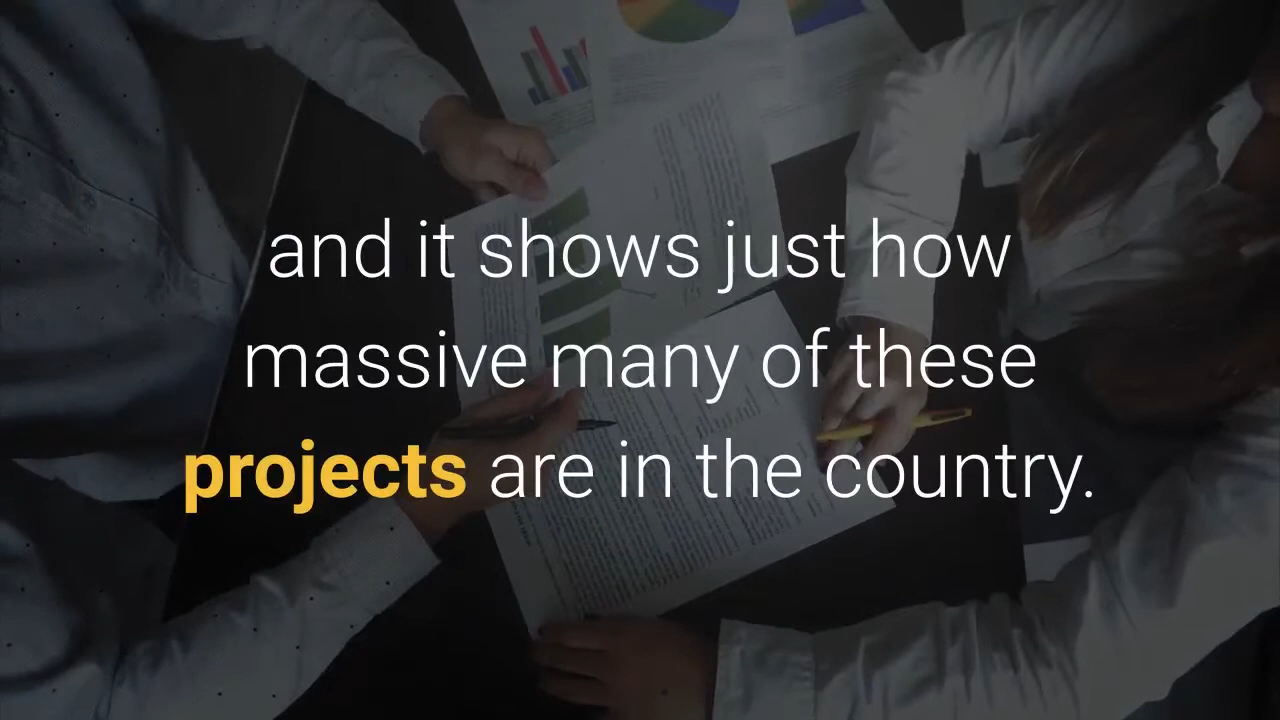 and it shows just how
massive many of these
projects are in the country.